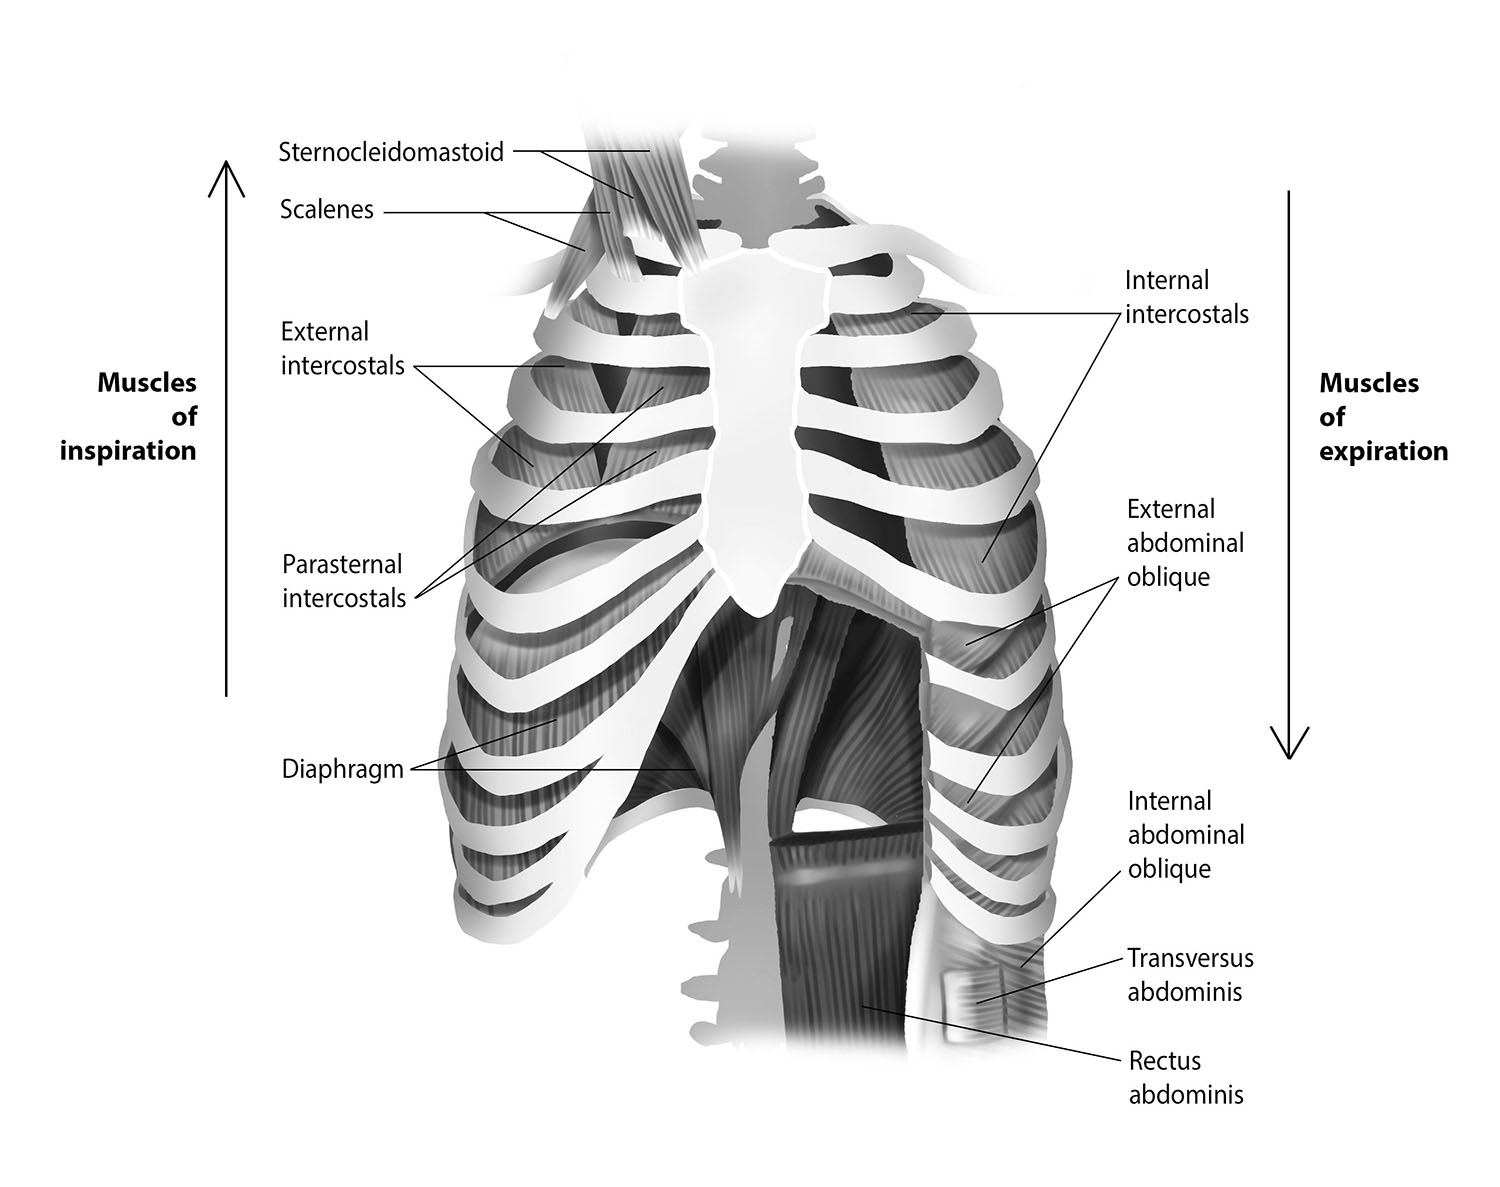 Sternocleidomastoid
Scalenes
External
intercostals
Muscles
of
inspiration
Parasternal
intercostals
Diaphragm
Internal
intercostals
Muscles
of
expiration
External
abdominal
oblique
Internal
abdominal
oblique
Transversus
abdominis
Rectus
abdominis